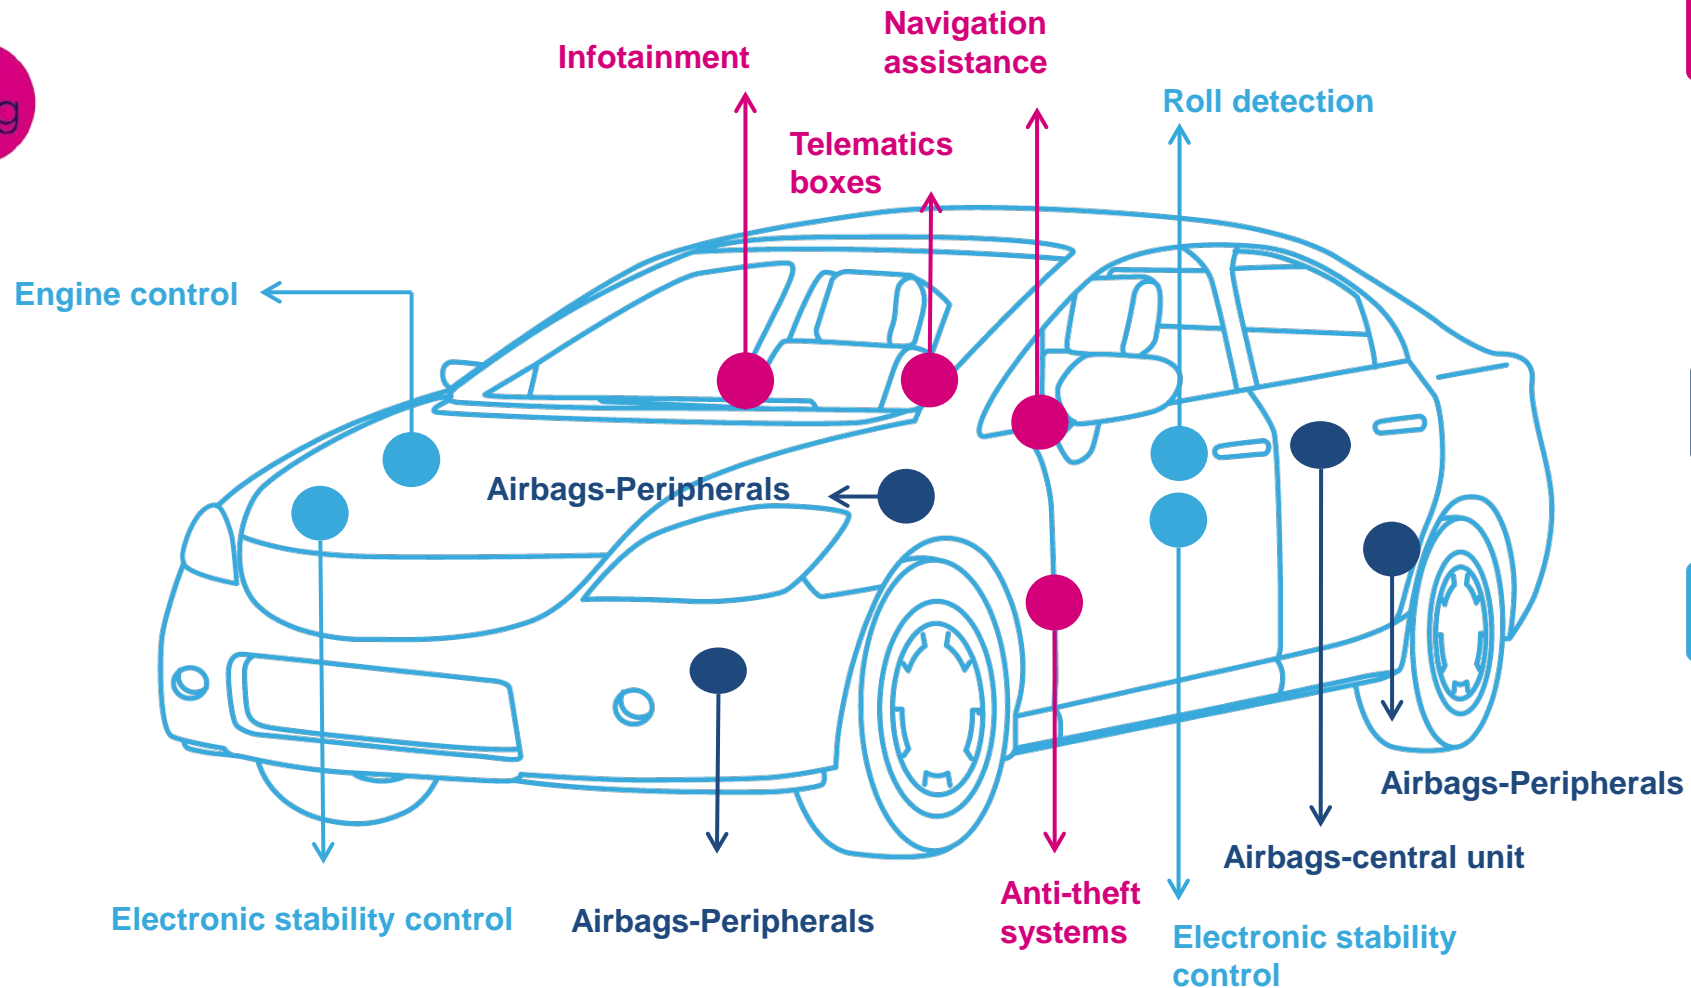 Navigation
assistance
Infotainment
Roll detection
g
Telematics
boxes
Engine control
Airbags-Peripherals
Airbags-Peripherals
Airbags-central unit
Anti-theft
systems
Electronic stability control
Airbags-Peripherals
Electronic stability
control